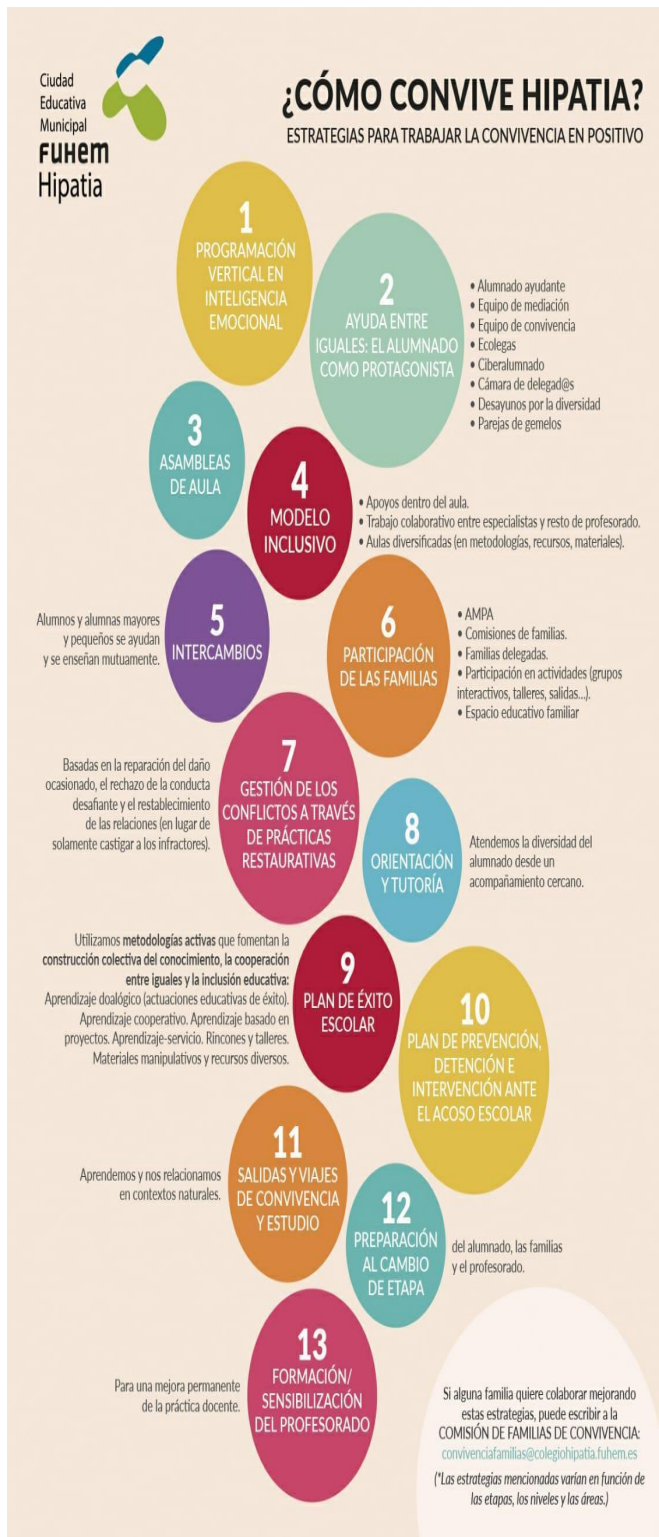 Ciudad
Educativa
Municipal
FUHem
Hipatia
¿CÓMO CONVIVE HIPATIA?
ESTRATEGIAS PARA TRABAJAR LA CONVIVENCIA EN POSITIVO
1
PROGRAMACIÓN
VERTICAL EN
INTELIGENCIA
EMOCIONAL
2
AYUDA ENTRE
IGUALES: EL ALUMNADO
COMO PROTAGONISTA
• Alumnado ayudante
• Equipo de mediación
• Equipo de convivencia
• Ecolegas
• Ciberalumnado
• Cámara de delegad@s
• Desayunos por la diversidad
• Parejas de gemelos
3
ASAMBLEAS
DE AULA
4
MODELO
INCLUSIVO
• Apoyos dentro del aula.
• Trabajo colaborativo entre especialistas y resto de profesorado.
• Aulas diversificadas (en metodologías, recursos, materiales).
5
INTERCAMBIOS
Alumnos y alumnas mayores
y pequeños se ayudan
y se enseñan mutuamente.
6
PARTICIPACIÓN
DE LAS FAMILIAS
• AMPA
• Comisiones de familias.
• Familias delegadas.
• Participación en actividades (grupos
interactivos, talleres, salidas...).
• Espacio educativo familiar
7
GESTIÓN DE LOS
CONFLICTOS A TRAVÉS
DE PRÁCTICAS
RESTAURATIVAS
Basadas en la reparación del daño
ocasionado, el rechazo de la conducta
desafiante y el restablecimiento
de las relaciones (en lugar de
solamente castigar a los infractores).
8
ORIENTACIÓN
Y TUTORÍA
Atendemos la diversidad del
alumnado desde un
acompañamiento cercano.
9
PLAN DE ÉXITO
ESCOLAR
Utilizamos metodologías activas que fomentan la
construcción colectiva del conocimiento, la cooperación
entre iguales y la inclusión educativa:
Aprendizaje doalógico (actuaciones educativas de éxito).
Aprendizaje cooperativo. Aprendizaje basado en
proyectos. Aprendizaje-servicio. Rincones y talleres.
Materiales manipulativos y recursos diversos.
10
PLAN DE PREVENCIÓN,
DETENCIÓN E
INTERVENCIÓN ANTE
EL ACOSO ESCOLAR
11
SALIDAS Y VIAJES
DE CONVIVENCIA
Y ESTUDIO
Aprendemos y nos relacionamos
en contextos naturales.
12
PREPARACIÓN
AL CAMBIO
DE ETAPA
del alumnado, las familias
y el profesorado.
13
FORMACIÓN/
SENSIBILIZACIÓN
DEL PROFESORADO
Para una mejora permanente
de la práctica docente.
Si alguna familia quiere colaborar mejorando
estas estrategias, puede escribir a la
COMISIÓN DE FAMILIAS DE CONVIVENCIA:
convivenciafamilias@colegiohipatia.fuhem.es
(*Las estrategias mencionadas varían en función de
las etapas, los niveles y las áreas.)